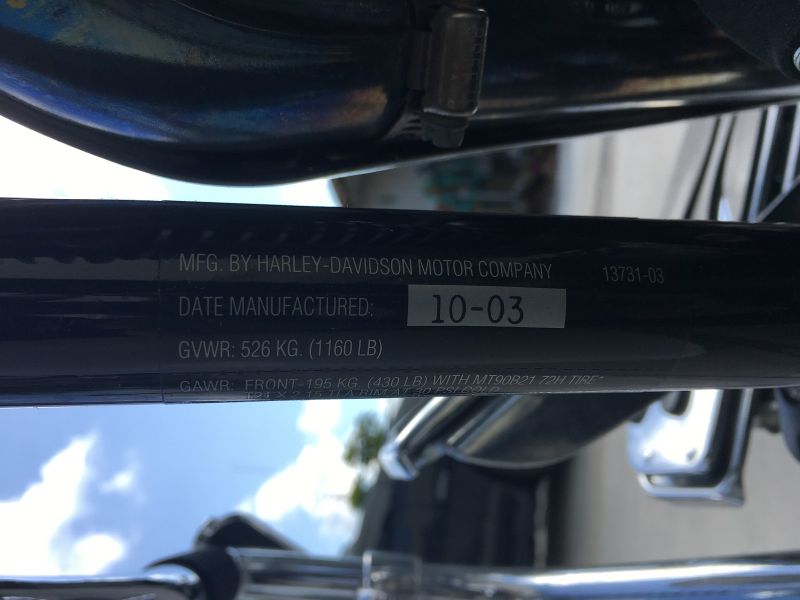 MFG. BY HARLEY-DAVIDSON MOTOR COMPANY 13731-03
DATE MANUFACTURED: 10-03
GVWR: 526 KG. (1160 LB)
GAWR: FRONT-195 KG. (430 LB) WITH MT90B21 72H TIRE*